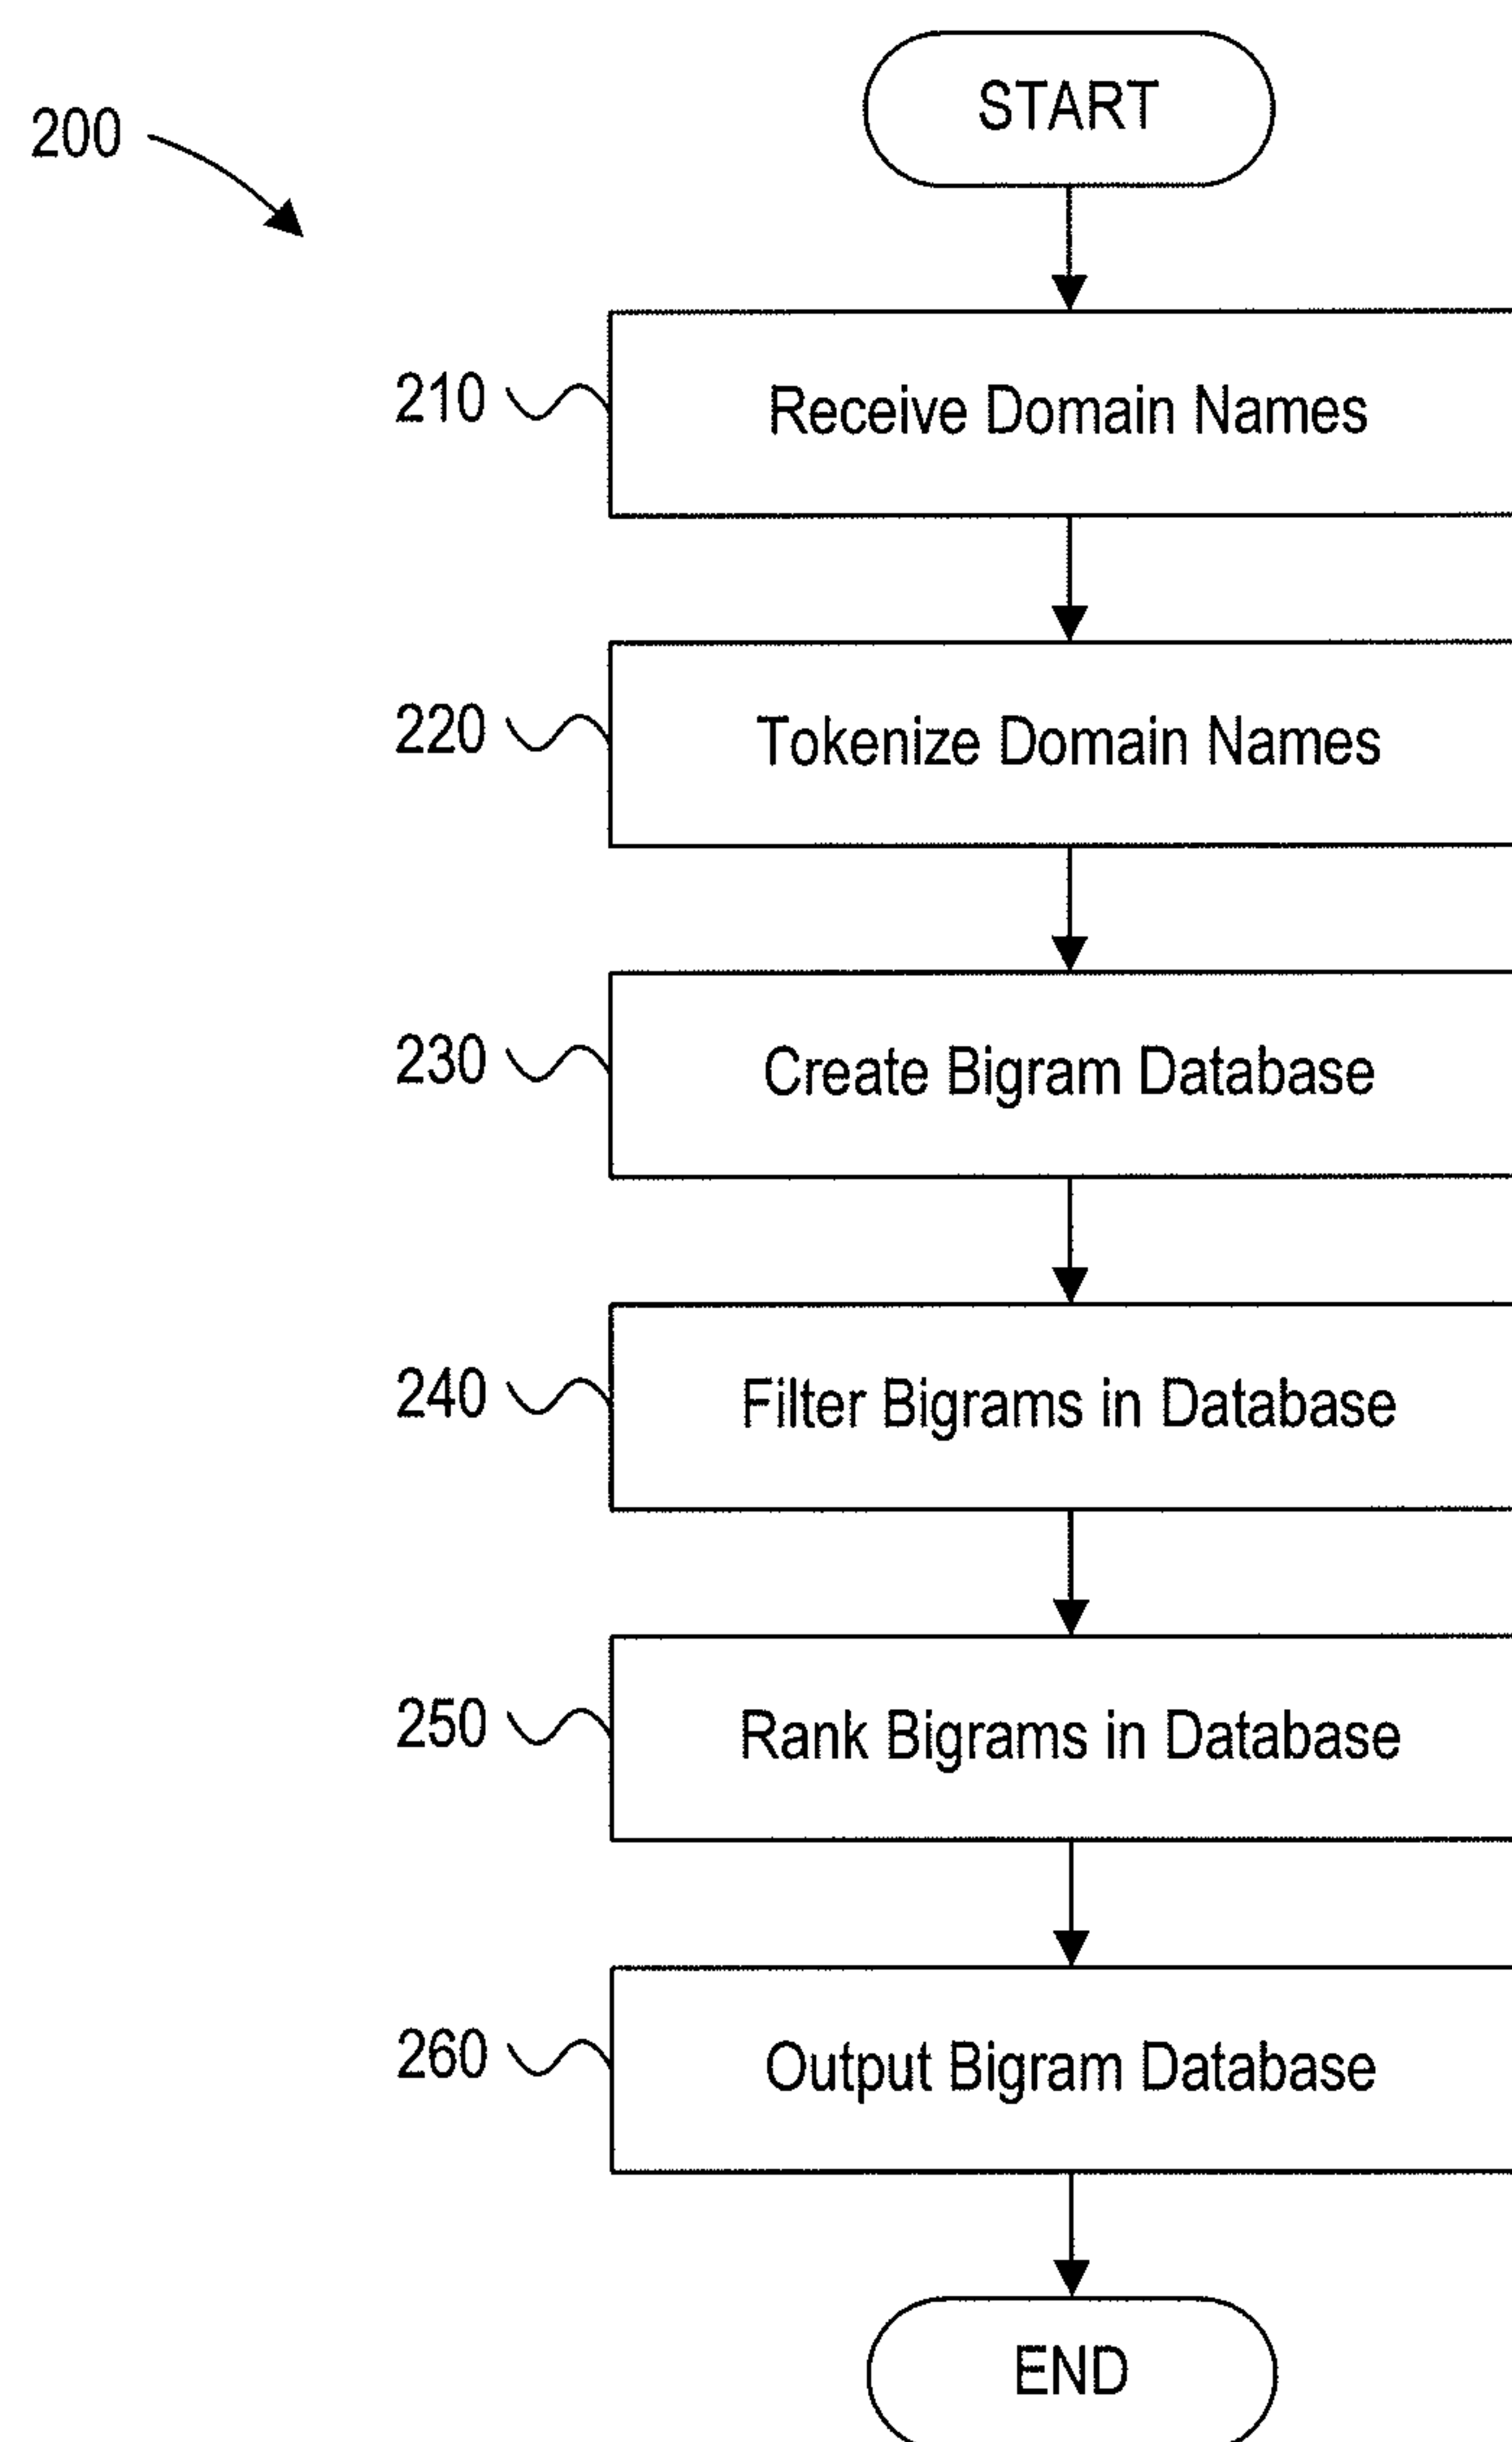 START
200
210
Receive Domain Names
220
Tokenize Domain Names
230
Create Bigram Database
240
Filter Bigrams in Database
250
Rank Bigrams in Database
260
Output Bigram Database
END